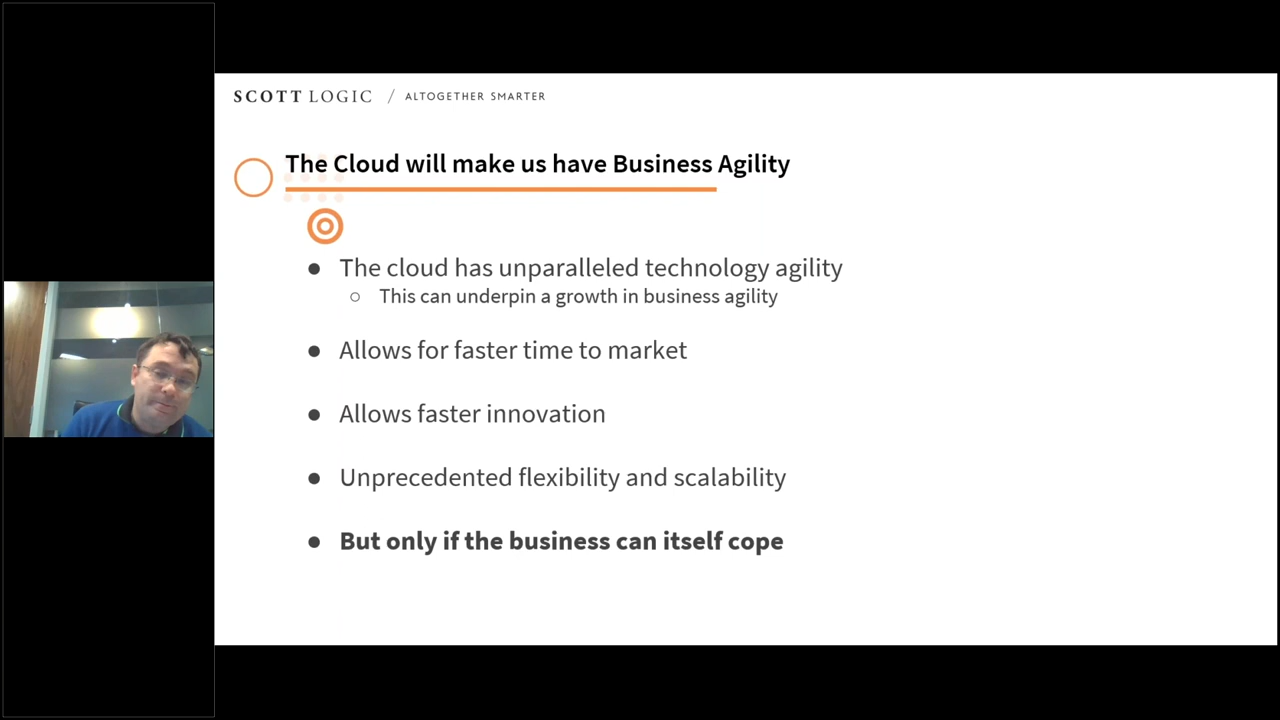 SCOTT LOGIC / ALTOGETHER SMARTER
The Cloud will make us have Business Agility
● The cloud has unparalleled technology agility
○ This can underpin a growth in business agility
● Allows for faster time to market
● Allows faster innovation
● Unprecedented flexibility and scalability
● But only if the business can itself cope